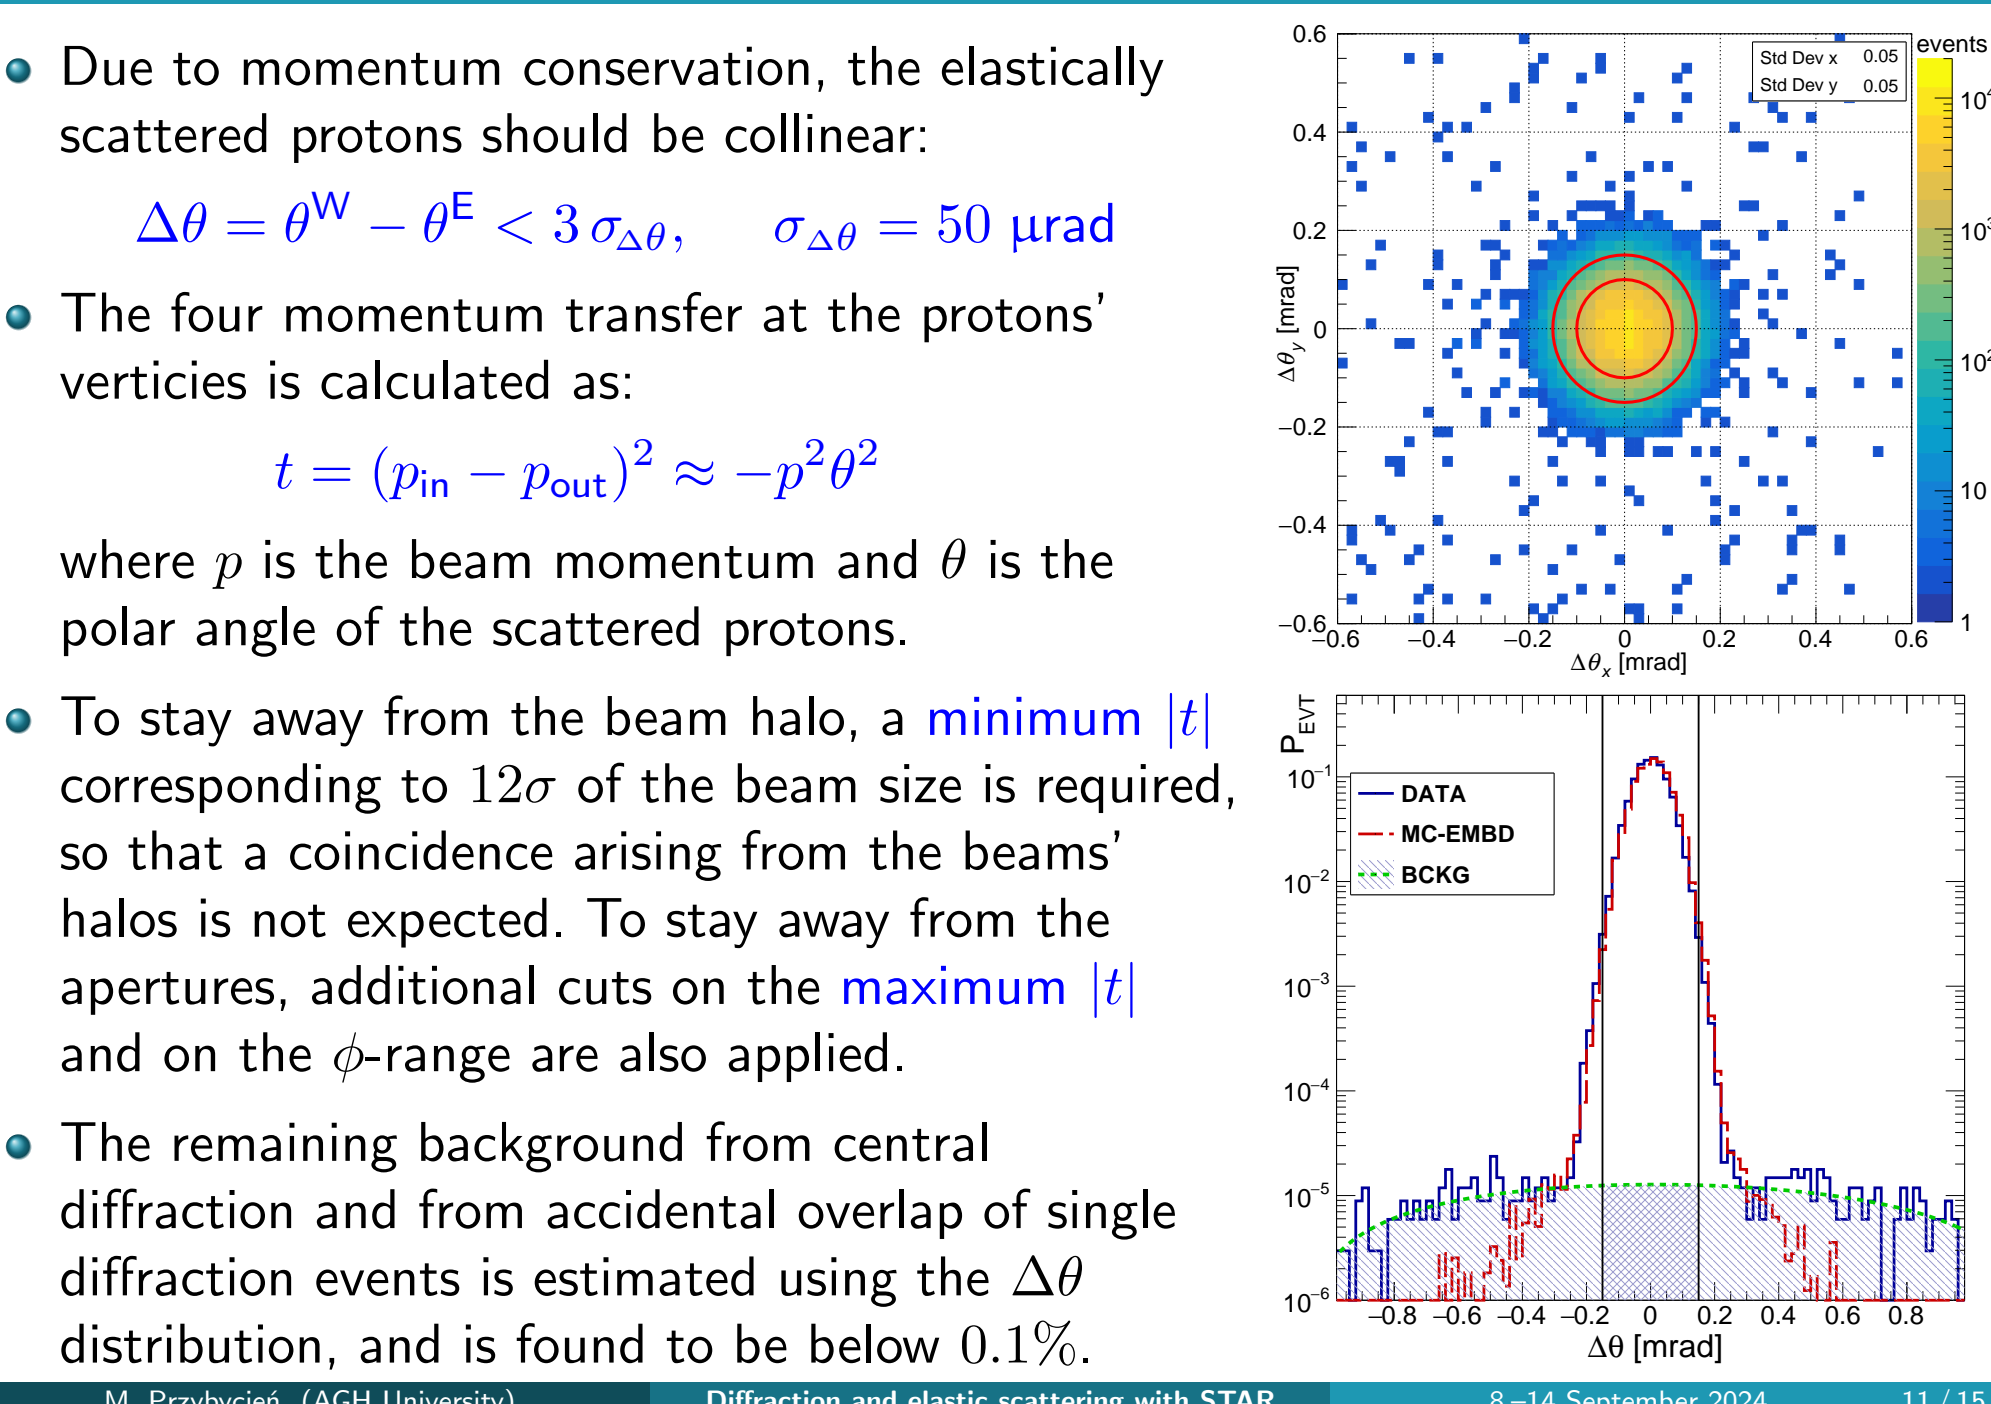 Due to momentum conservation, the elastically
scattered protons should be collinear:
Δθ = θ^W − θ^E < 3 σ_Δθ,   σ_Δθ = 50 μrad
The four momentum transfer at the protons'
verticies is calculated as:
t = (p_in − p_out)² ≈ −p²θ²
where p is the beam momentum and θ is the
polar angle of the scattered protons.
To stay away from the beam halo, a minimum |t|
corresponding to 12σ of the beam size is required,
so that a coincidence arising from the beams'
halos is not expected. To stay away from the
apertures, additional cuts on the maximum |t|
and on the ϕ-range are also applied.
The remaining background from central
diffraction and from accidental overlap of single
diffraction events is estimated using the Δθ
distribution, and is found to be below 0.1%.
events
Std Dev x 0.05
Std Dev y 0.05
0.6
0.4
0.2
0
−0.2
−0.4
−0.6
Δθ_y [mrad]
−0.6 −0.4 −0.2 0 0.2 0.4 0.6
Δθ_x [mrad]
10⁴
10³
10²
10
1
P_EVT
DATA
MC-EMBD
BCKG
10⁻¹
10⁻²
10⁻³
10⁻⁴
10⁻⁵
10⁻⁶
−0.8 −0.6 −0.4 −0.2 0 0.2 0.4 0.6 0.8
Δθ [mrad]
M. Przybycień (AGH University) Diffraction and elastic scattering with STAR 8–14 September 2024 11 / 15